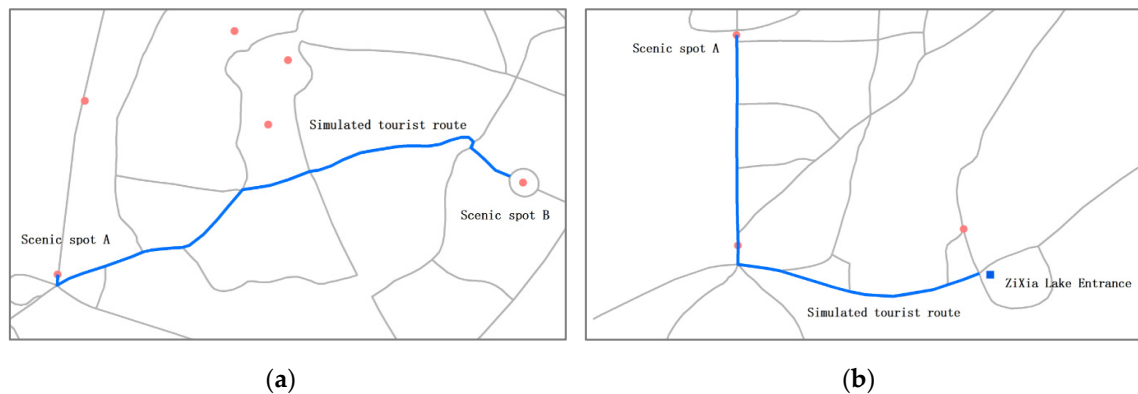 Simulated tourist route
Scenic spot B
Scenic spot A
(a)
Scenic spot A
ZiXia Lake Entrance
Simulated tourist route
(b)